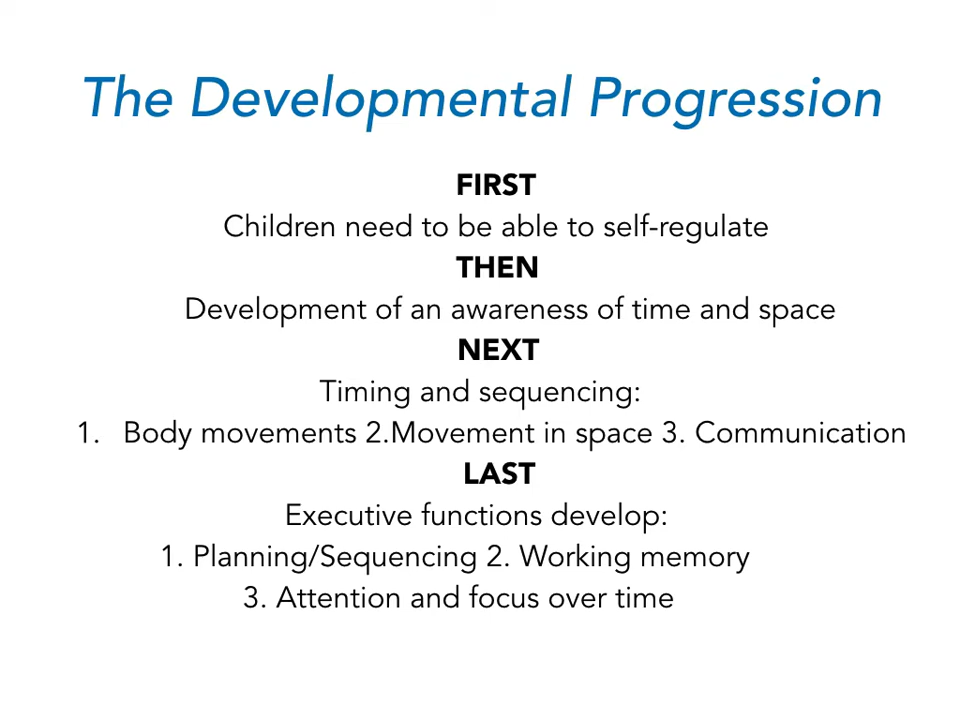 The Developmental Progression
FIRST
Children need to be able to self-regulate
THEN
Development of an awareness of time and space
NEXT
Timing and sequencing:
1. Body movements 2.Movement in space 3. Communication
LAST
Executive functions develop:
1. Planning/Sequencing 2. Working memory
3. Attention and focus over time